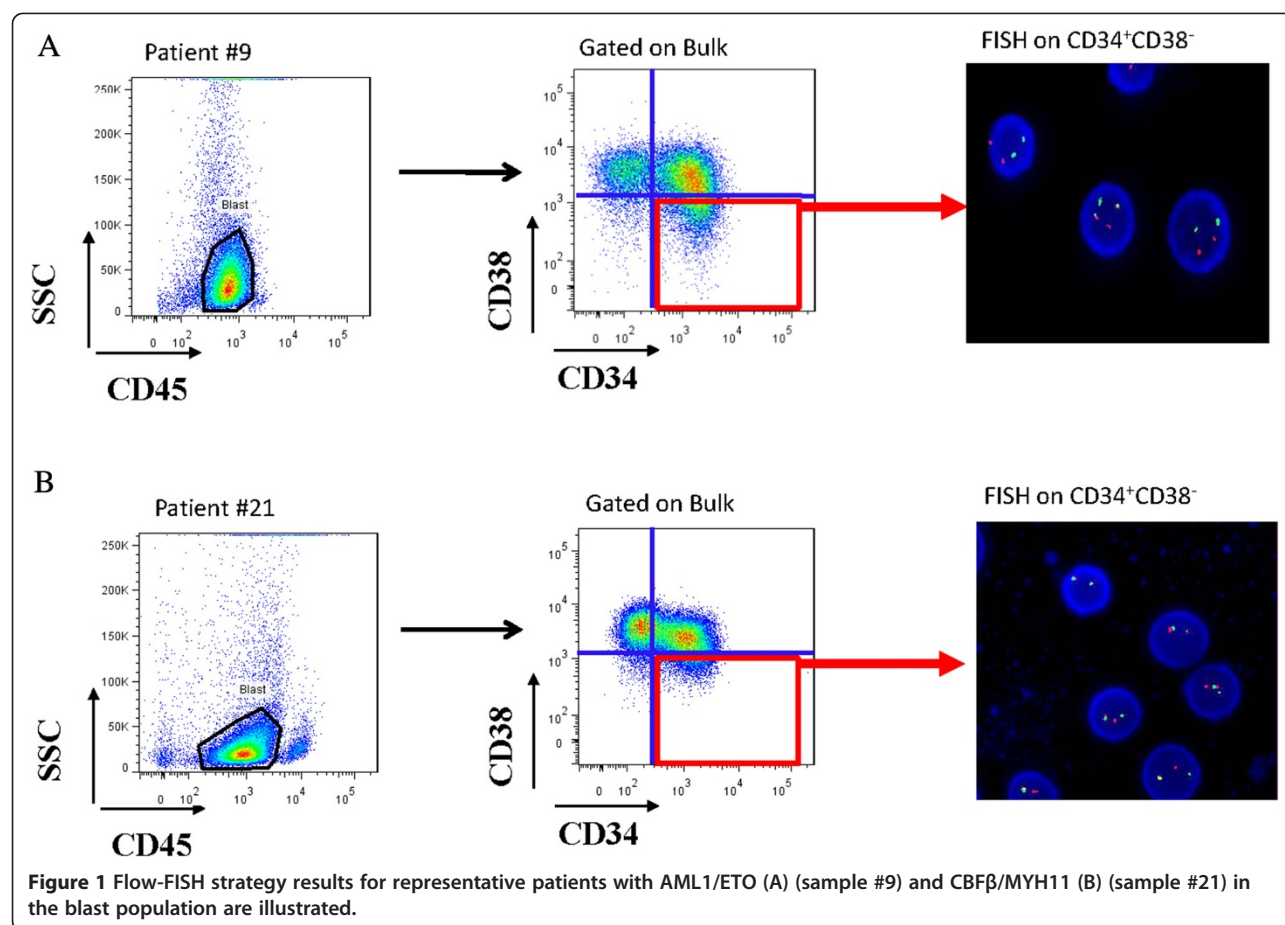 A
Patient #9
Gated on Bulk
FISH on CD34⁺CD38⁻
250K
200K
150K
100K
50K
0
Blast
SSC
0 10² 10³ 10⁴ 10⁵
CD45
10⁵
10⁴
10³
10²
0
CD38
0 10² 10³ 10⁴ 10⁵
CD34
B
Patient #21
Gated on Bulk
FISH on CD34⁺CD38⁻
250K
200K
150K
100K
50K
0
Blast
SSC
0 10² 10³ 10⁴ 10⁵
CD45
10⁵
10⁴
10³
10²
0
CD38
0 10² 10³ 10⁴ 10⁵
CD34
Figure 1 Flow-FISH strategy results for representative patients with AML1/ETO (A) (sample #9) and CBFβ/MYH11 (B) (sample #21) in
the blast population are illustrated.